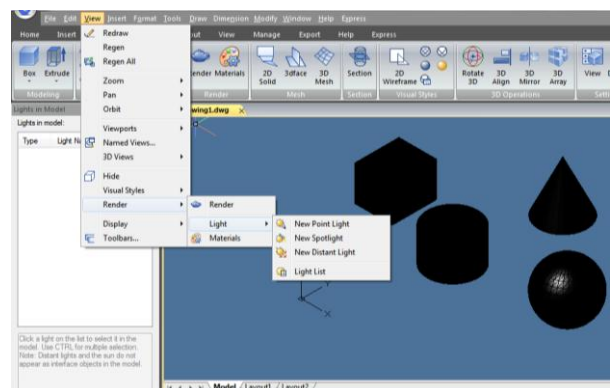 File Edit View Insert Format Tools Draw Dimension Modify Window Help Express
Home Insert View Manage Export Help Express
Redraw
Regen
Regen All
Zoom
Pan
Orbit
Viewports
Named Views...
3D Views
Hide
Visual Styles
Render
Display
Toolbars...
Render
Light
Materials
New Point Light
New Spotlight
New Distant Light
Light List
Box Extrude
Modeling
Materials
Render
2D Solid 3dface 3D Mesh
Mesh
Section
Section
2D Wireframe
Visual Styles
Rotate 3D 3D Align 3D Mirror 3D Array
3D Operations
View
Lights in Model
wing1.dwg
Lights in model:
Type
X
Click a light on the list to select it in the
model. Use CTRL for multiple selection.
Note: Distant lights and the sun do not
appear as interface objects in the model.
Model Layout1 Layout2